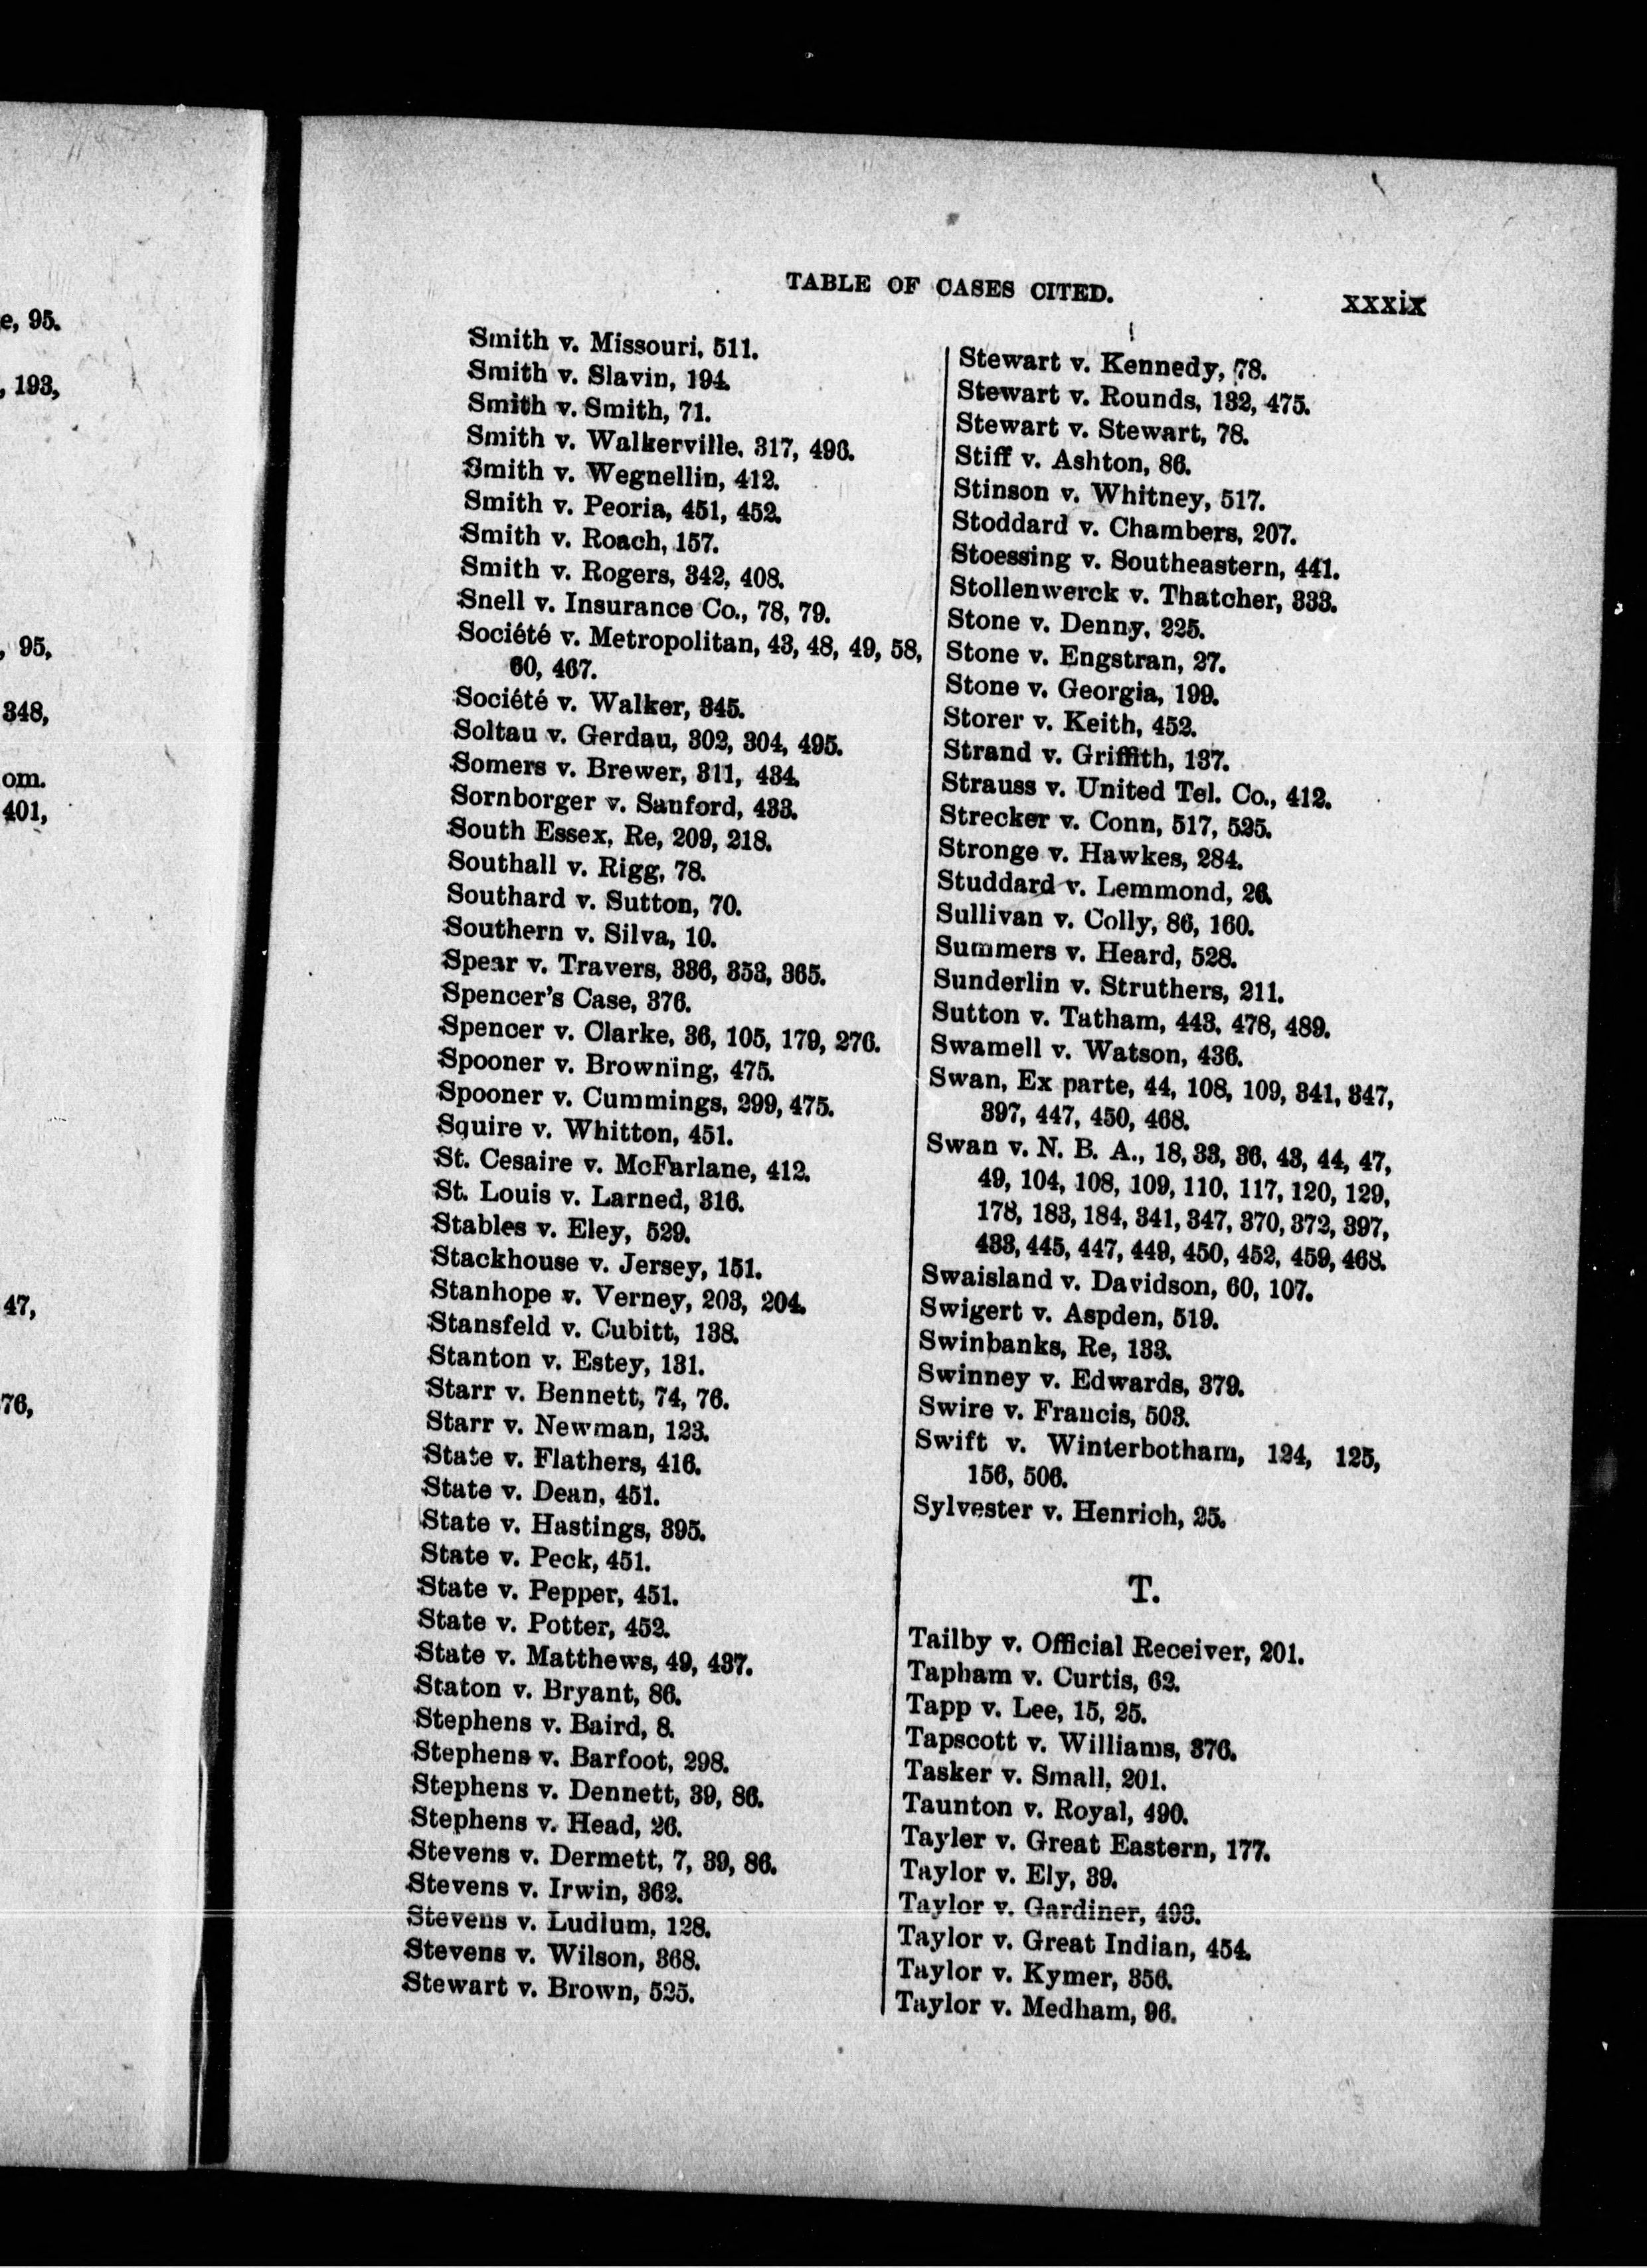 e, 95.
, 193,
, 95,
348,
om.
401,
47,
76,
TABLE OF CASES CITED.
xxxix
Smith v. Missouri, 511.
Smith v. Slavin, 194.
Smith v. Smith, 71.
Smith v. Walkerville, 317, 496.
Smith v. Wegnellin, 412.
Smith v. Peoria, 451, 452.
Smith v. Roach, 157.
Smith v. Rogers, 342, 408.
Snell v. Insurance Co., 78, 79.
Société v. Metropolitan, 43, 48, 49, 58,
60, 467.
Société v. Walker, 345.
Soltau v. Gerdau, 302, 304, 495.
Somers v. Brewer, 311, 434.
Sornborger v. Sanford, 433.
South Essex, Re, 209, 218.
Southall v. Rigg, 78.
Southard v. Sutton, 70.
Southern v. Silva, 10.
Spear v. Travers, 336, 353, 365.
Spencer's Case, 376.
Spencer v. Clarke, 36, 105, 179, 276.
Spooner v. Browning, 475.
Spooner v. Cummings, 299, 475.
Squire v. Whitton, 451.
St. Cesaire v. McFarlane, 412.
St. Louis v. Larned, 316.
Stables v. Eley, 529.
Stackhouse v. Jersey, 151.
Stanhope v. Verney, 203, 204.
Stansfeld v. Cubitt, 138.
Stanton v. Estey, 131.
Starr v. Bennett, 74, 76.
Starr v. Newman, 123.
State v. Flathers, 416.
State v. Dean, 451.
State v. Hastings, 395.
State v. Peck, 451.
State v. Pepper, 451.
State v. Potter, 452.
State v. Matthews, 49, 437.
Staton v. Bryant, 86.
Stephens v. Baird, 8.
Stephens v. Barfoot, 298.
Stephens v. Dennett, 39, 86.
Stephens v. Head, 26.
Stevens v. Dermett, 7, 39, 86.
Stevens v. Irwin, 362.
Stevens v. Ludlum, 128.
Stevens v. Wilson, 368.
Stewart v. Brown, 525.
Stewart v. Kennedy, 78.
Stewart v. Rounds, 132, 475.
Stewart v. Stewart, 78.
Stiff v. Ashton, 86.
Stinson v. Whitney, 517.
Stoddard v. Chambers, 207.
Stoessing v. Southeastern, 441.
Stollenwerck v. Thatcher, 333.
Stone v. Denny, 225.
Stone v. Engstran, 27.
Stone v. Georgia, 199.
Storer v. Keith, 452.
Strand v. Griffith, 137.
Strauss v. United Tel. Co., 412.
Strecker v. Conn, 517, 525.
Stronge v. Hawkes, 284.
Studdard v. Lemmond, 26.
Sullivan v. Colly, 86, 160.
Summers v. Heard, 528.
Sunderlin v. Struthers, 211.
Sutton v. Tatham, 443, 478, 489.
Swamell v. Watson, 436.
Swan, Ex parte, 44, 108, 109, 341, 347,
397, 447, 450, 468.
Swan v. N. B. A., 18, 33, 36, 43, 44, 47,
49, 104, 108, 109, 110, 117, 120, 129,
178, 183, 184, 341, 347, 370, 372, 397,
433, 445, 447, 449, 450, 452, 459, 468.
Swaisland v. Davidson, 60, 107.
Swigert v. Aspden, 519.
Swinbanks, Re, 133.
Swinney v. Edwards, 379.
Swire v. Francis, 503.
Swift v. Winterbotham, 124, 125,
156, 506.
Sylvester v. Henrich, 25.
T.
Tailby v. Official Receiver, 201.
Tapham v. Curtis, 62.
Tapp v. Lee, 15, 25.
Tapscott v. Williams, 376.
Tasker v. Small, 201.
Taunton v. Royal, 490.
Tayler v. Great Eastern, 177.
Taylor v. Ely, 39.
Taylor v. Gardiner, 493.
Taylor v. Great Indian, 454.
Taylor v. Kymer, 356.
Taylor v. Medham, 96.